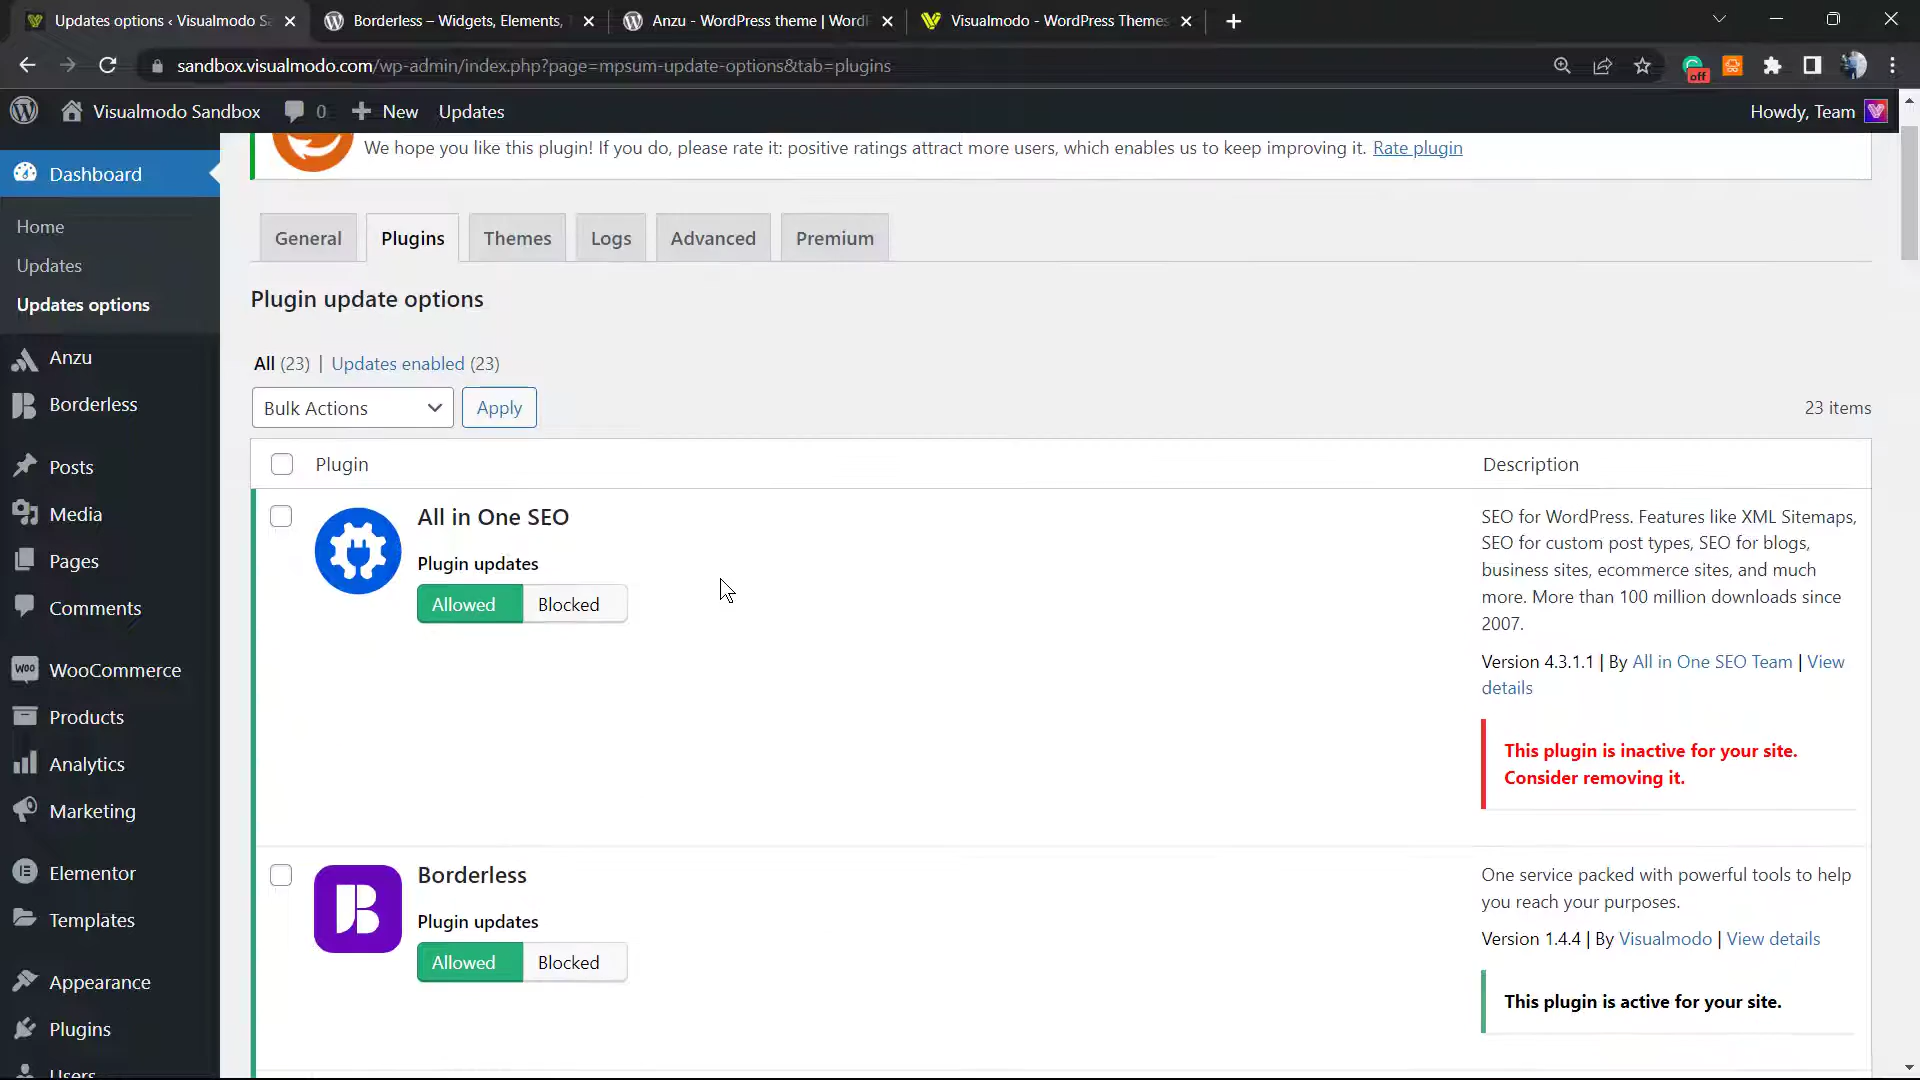 Updates options ‹ Visualmodo Sa
Borderless – Widgets, Elements, T
Anzu - WordPress theme | WordP
Visualmodo - WordPress Themes
sandbox.visualmodo.com/wp-admin/index.php?page=mpsum-update-options&tab=plugins
off
Visualmodo Sandbox
0
New
Updates
Howdy, Team
We hope you like this plugin! If you do, please rate it: positive ratings attract more users, which enables us to keep improving it. Rate plugin
Dashboard
Home
Updates
Updates options
Anzu
Borderless
Posts
Media
Pages
Comments
WooCommerce
Products
Analytics
Marketing
Elementor
Templates
Appearance
Plugins
Users
General
Plugins
Themes
Logs
Advanced
Premium
Plugin update options
All (23) | Updates enabled (23)
Bulk Actions
Apply
23 items
Plugin
Description
All in One SEO
Plugin updates
Allowed
Blocked
SEO for WordPress. Features like XML Sitemaps,
SEO for custom post types, SEO for blogs,
business sites, ecommerce sites, and much
more. More than 100 million downloads since
2007.
Version 4.3.1.1 | By All in One SEO Team | View
details
This plugin is inactive for your site.
Consider removing it.
Borderless
Plugin updates
Allowed
Blocked
One service packed with powerful tools to help
you reach your purposes.
Version 1.4.4 | By Visualmodo | View details
This plugin is active for your site.